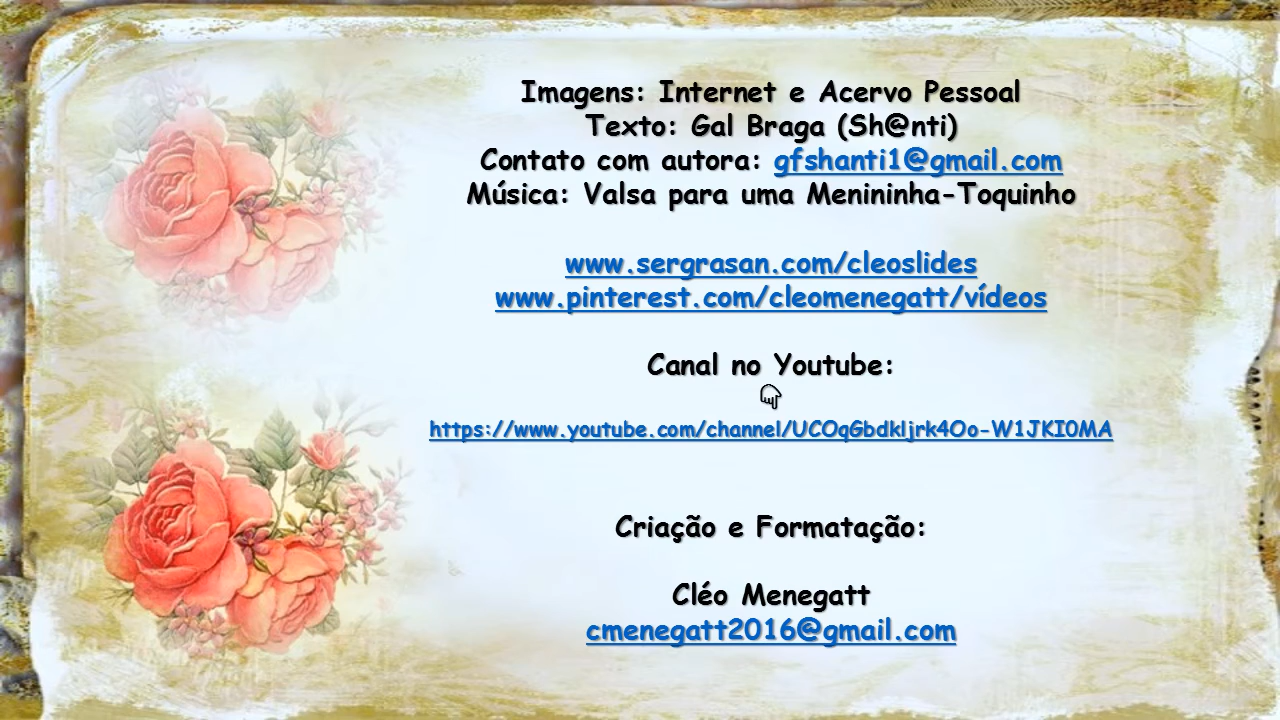 Imagens: Internet e Acervo Pessoal
Texto: Gal Braga (Sh@nti)
Contato com autora: gfshanti1@gmail.com
Música: Valsa para uma Menininha-Toquinho
www.sergrasan.com/cleoslides
www.pinterest.com/cleomenegatt/vídeos
Canal no Youtube:
https://www.youtube.com/channel/UCOqGbdkljrk4Oo-W1JKI0MA
Criação e Formatação:
Cléo Menegatt
cmenegatt2016@gmail.com